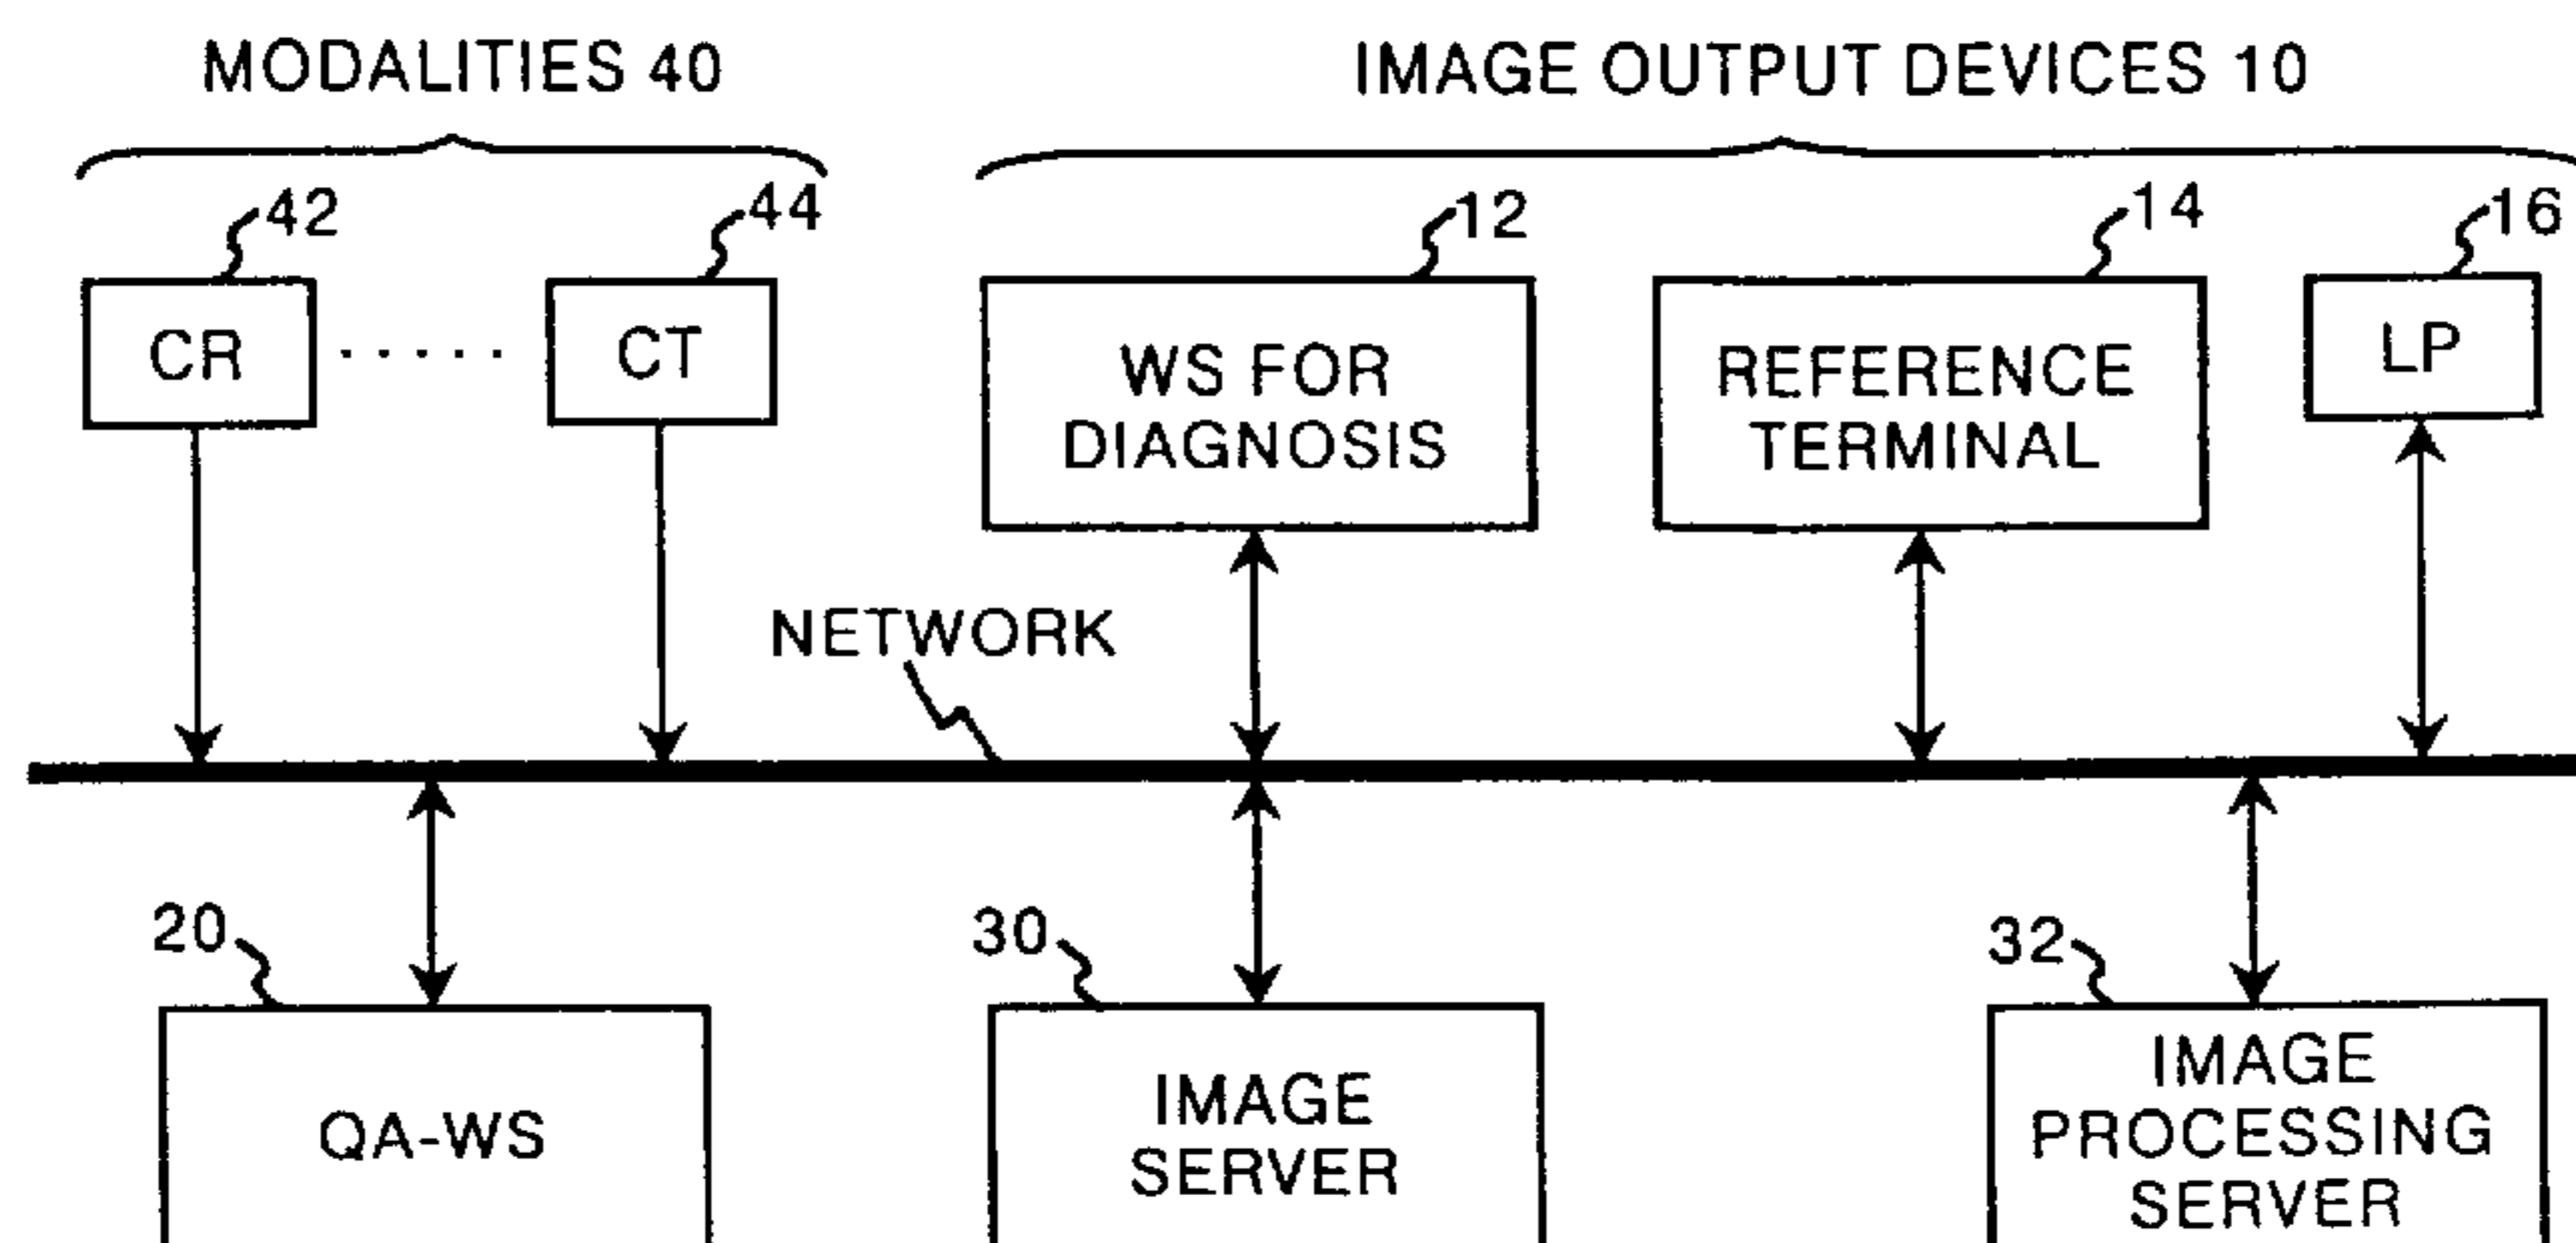 MODALITIES 40
IMAGE OUTPUT DEVICES 10
42
44
12
14
16
CR
CT
WS FOR
DIAGNOSIS
REFERENCE
TERMINAL
LP
NETWORK
20
30
32
QA-WS
IMAGE
SERVER
IMAGE
PROCESSING
SERVER